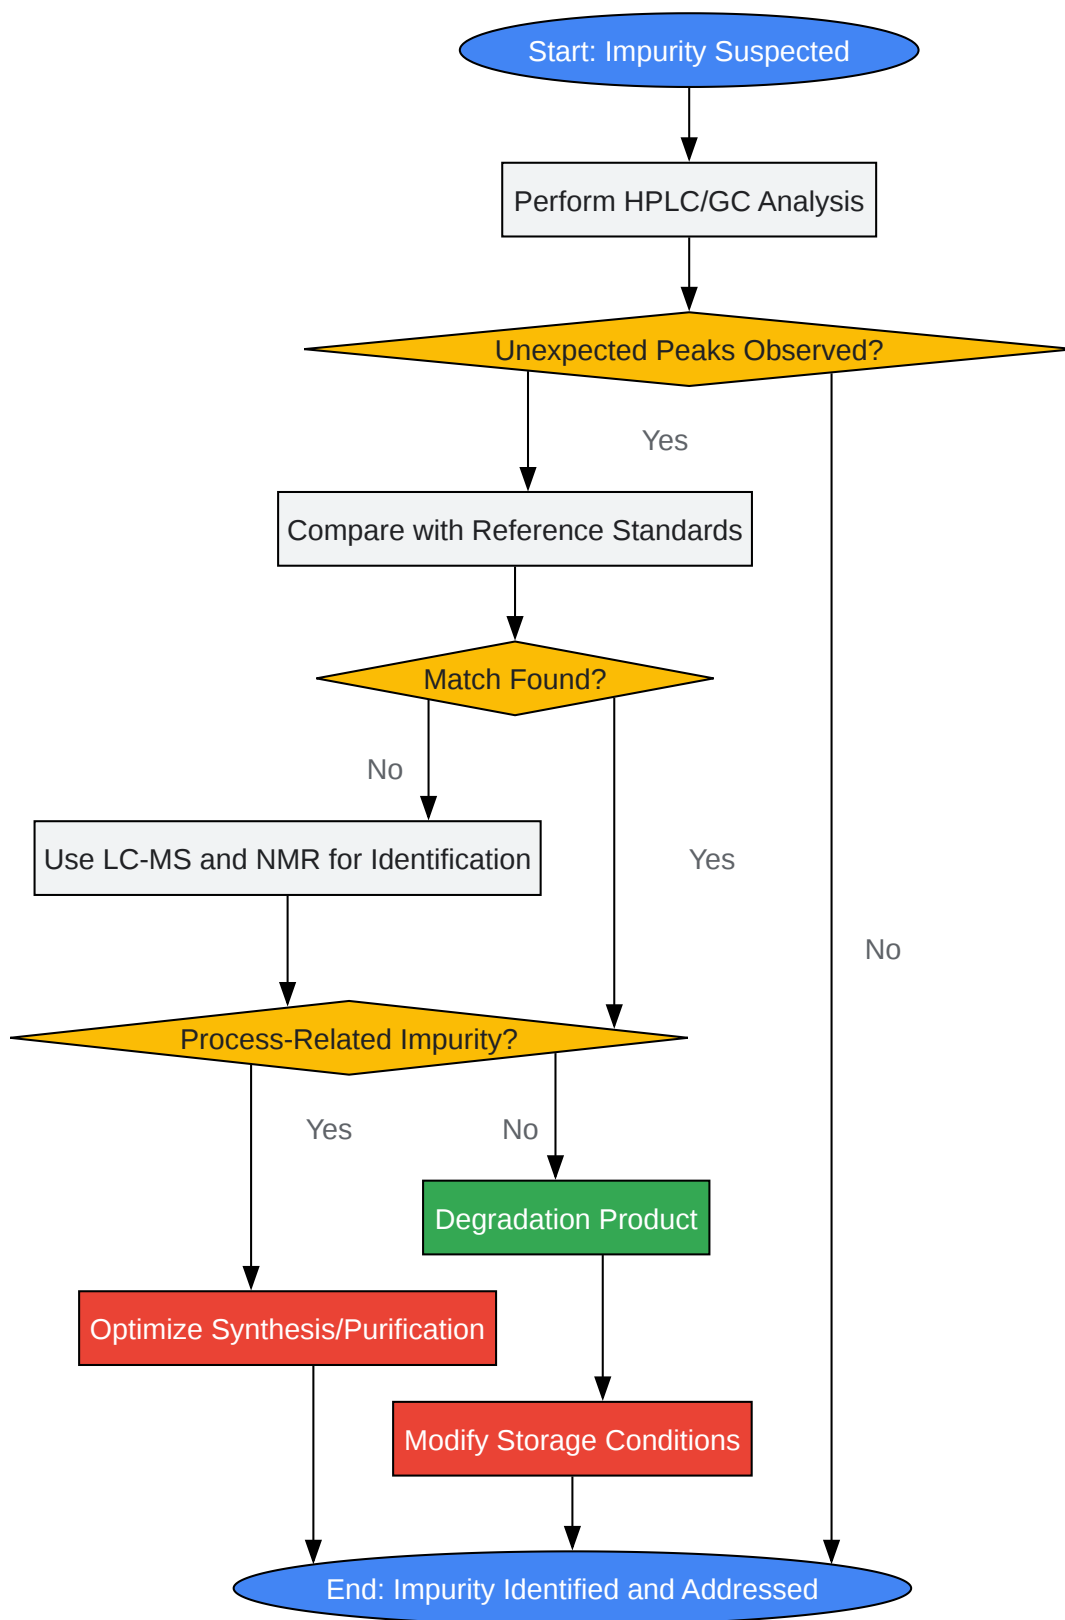 Start: Impurity Suspected
Perform HPLC/GC Analysis
Unexpected Peaks Observed?
Yes
Compare with Reference Standards
Match Found?
No
Use LC-MS and NMR for Identification
Yes
No
Process-Related Impurity?
Yes
No
Degradation Product
Optimize Synthesis/Purification
Modify Storage Conditions
End: Impurity Identified and Addressed